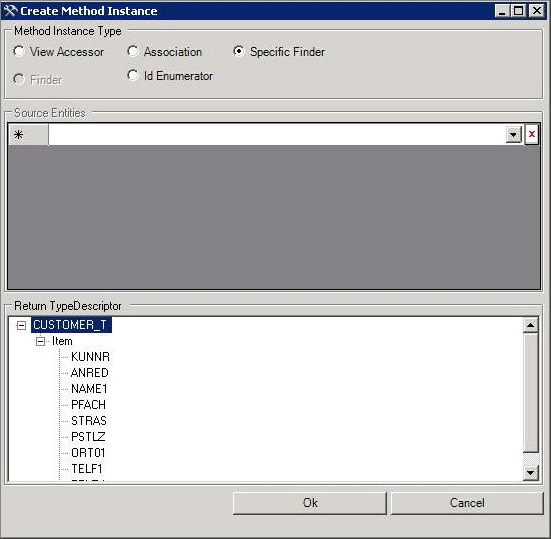 Create Method Instance
Method Instance Type
View Accessor Association Specific Finder
Finder Id Enumerator
Source Entities
* x
Return TypeDescriptor
CUSTOMER_T
Item
KUNNR
ANRED
NAME1
PFACH
STRAS
PSTLZ
ORT01
TELF1
Ok Cancel